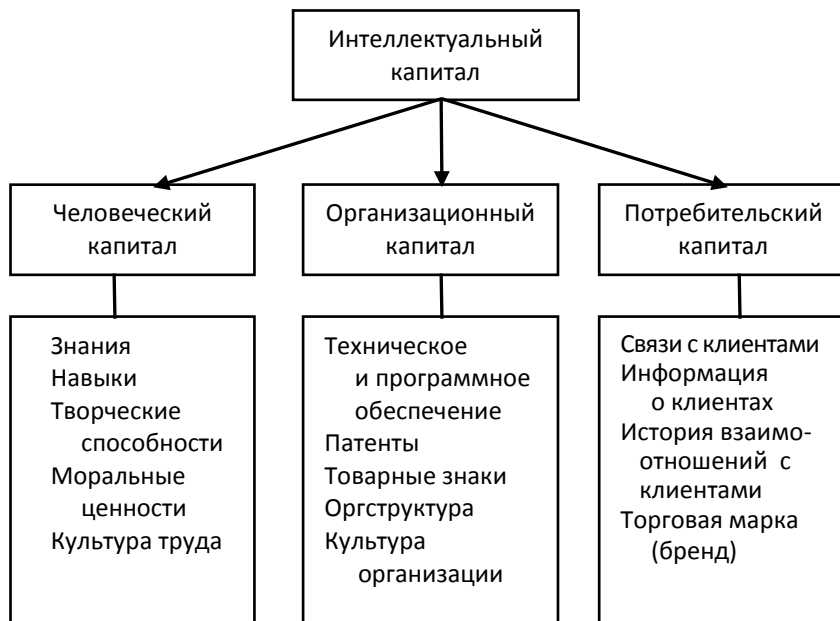 Интеллектуальный
капитал
Человеческий
капитал
Организационный
капитал
Потребительский
капитал
Знания
Навыки
Творческие
способности
Моральные
ценности
Культура труда
Техническое
и программное
обеспечение
Патенты
Товарные знаки
Оргструктура
Культура
организации
Связи с клиентами
Информация
о клиентах
История взаимо-
отношений с
клиентами
Торговая марка
(бренд)